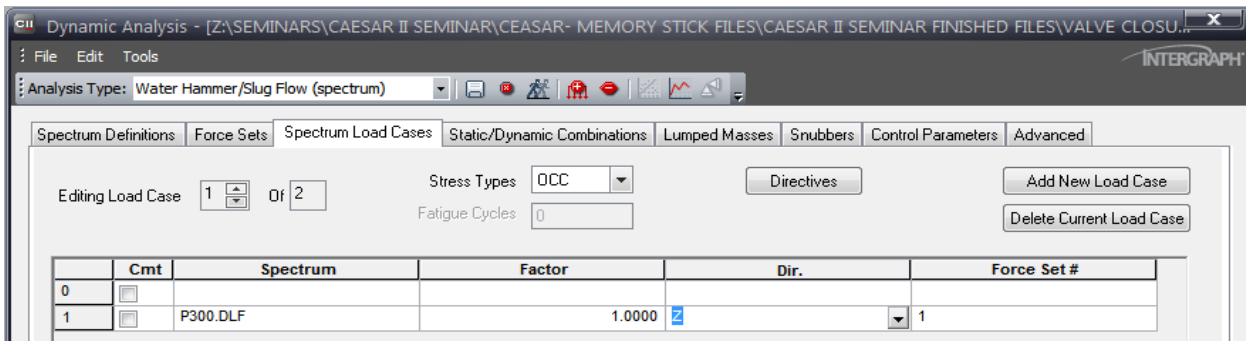 CII Dynamic Analysis - [Z:\SEMINARS\CAESAR II SEMINAR\CEASAR- MEMORY STICK FILES\CAESAR II SEMINAR FINISHED FILES\VALVE CLOSU...
File Edit Tools
INTERGRAPH
Analysis Type: Water Hammer/Slug Flow (spectrum)
Spectrum Definitions Force Sets Spectrum Load Cases Static/Dynamic Combinations Lumped Masses Snubbers Control Parameters Advanced
Editing Load Case 1 Of 2 Stress Types OCC Directives Add New Load Case
Fatigue Cycles 0 Delete Current Load Case
Cmt Spectrum Factor Dir. Force Set #
0
1 P300.DLF 1.0000 Z 1